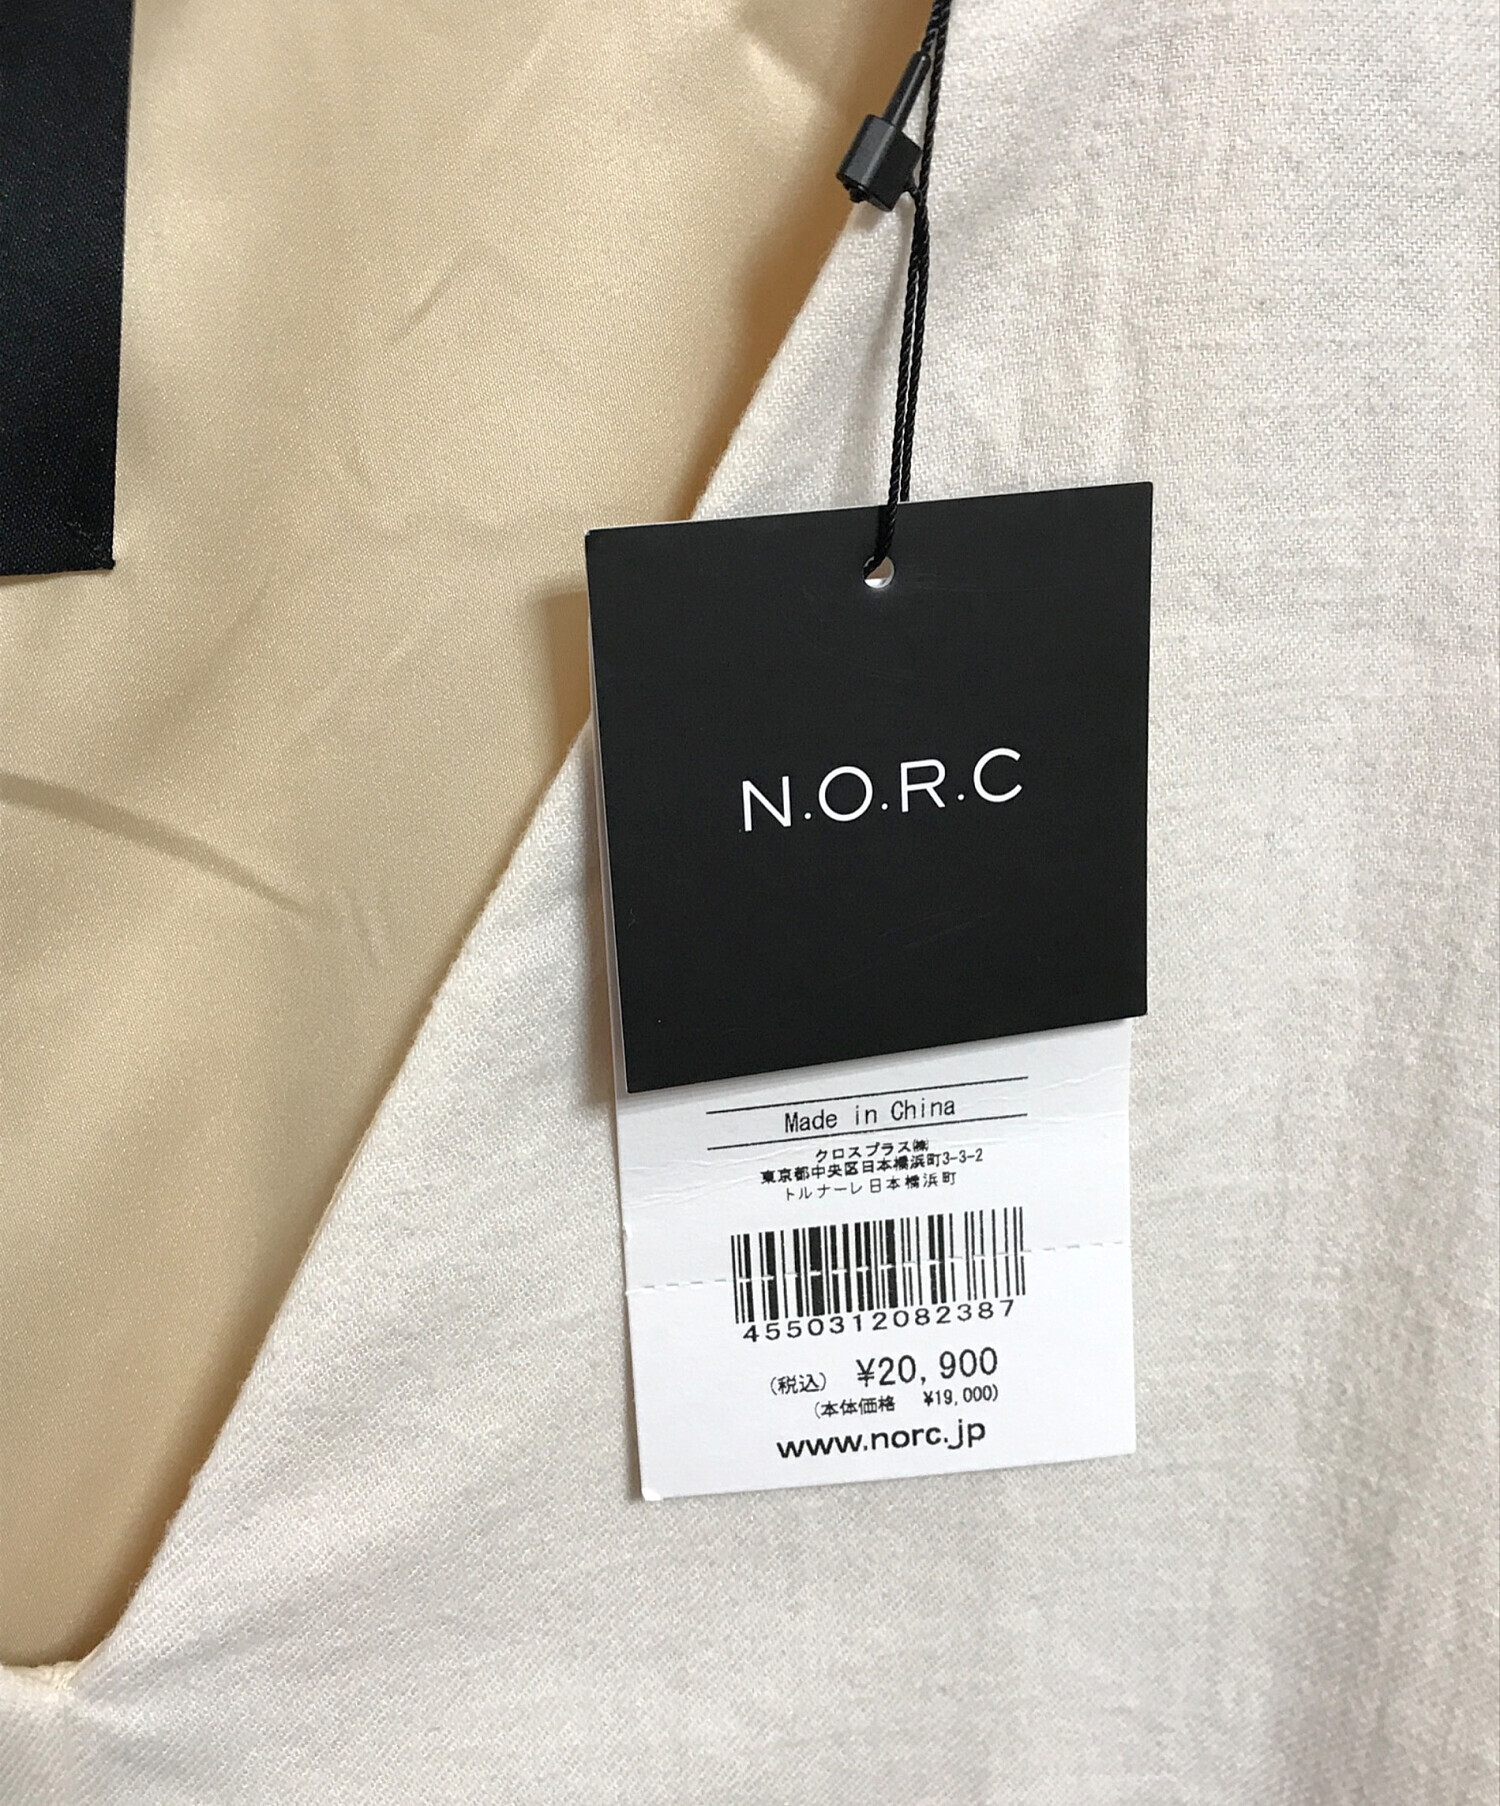 N.O.R.C
Made in China
クロスプラス㈱
東京都中央区日本橋浜町3-3-2
トルナーレ日本橋浜町
4550312082387
(税込) ¥20,900
(本体価格 ¥19,000)
www.norc.jp